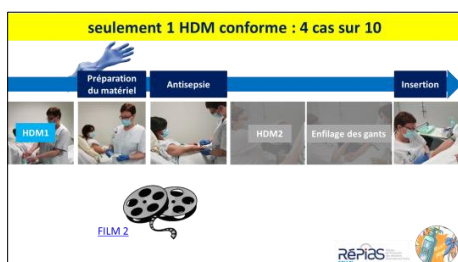 seulement 1 HDM conforme : 4 cas sur 10
Préparation
du matériel
Antisepsie
Insertion
HDM1
HDM2
Enfilage des gants
FILM 2
RéPIAS